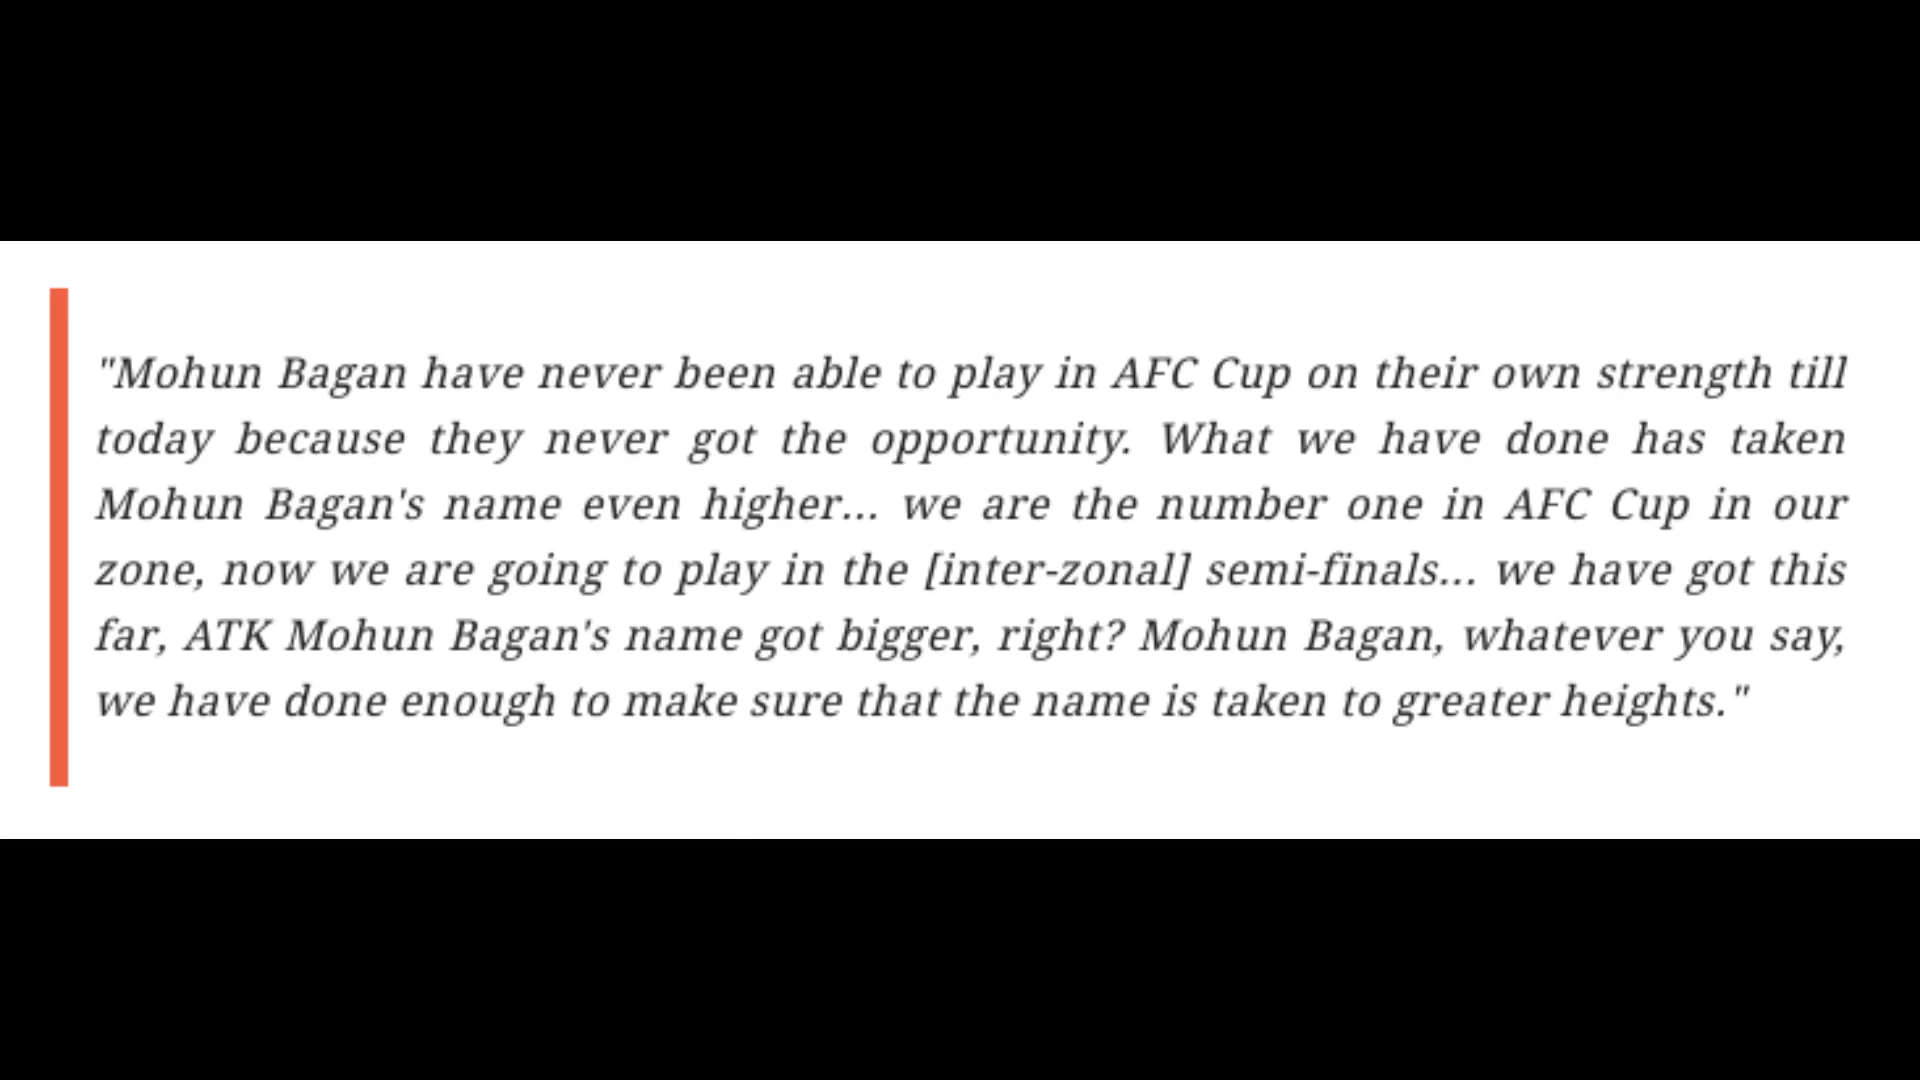 "Mohun Bagan have never been able to play in AFC Cup on their own strength till
today because they never got the opportunity. What we have done has taken
Mohun Bagan's name even higher... we are the number one in AFC Cup in our
zone, now we are going to play in the [inter-zonal] semi-finals... we have got this
far, ATK Mohun Bagan's name got bigger, right? Mohun Bagan, whatever you say,
we have done enough to make sure that the name is taken to greater heights."